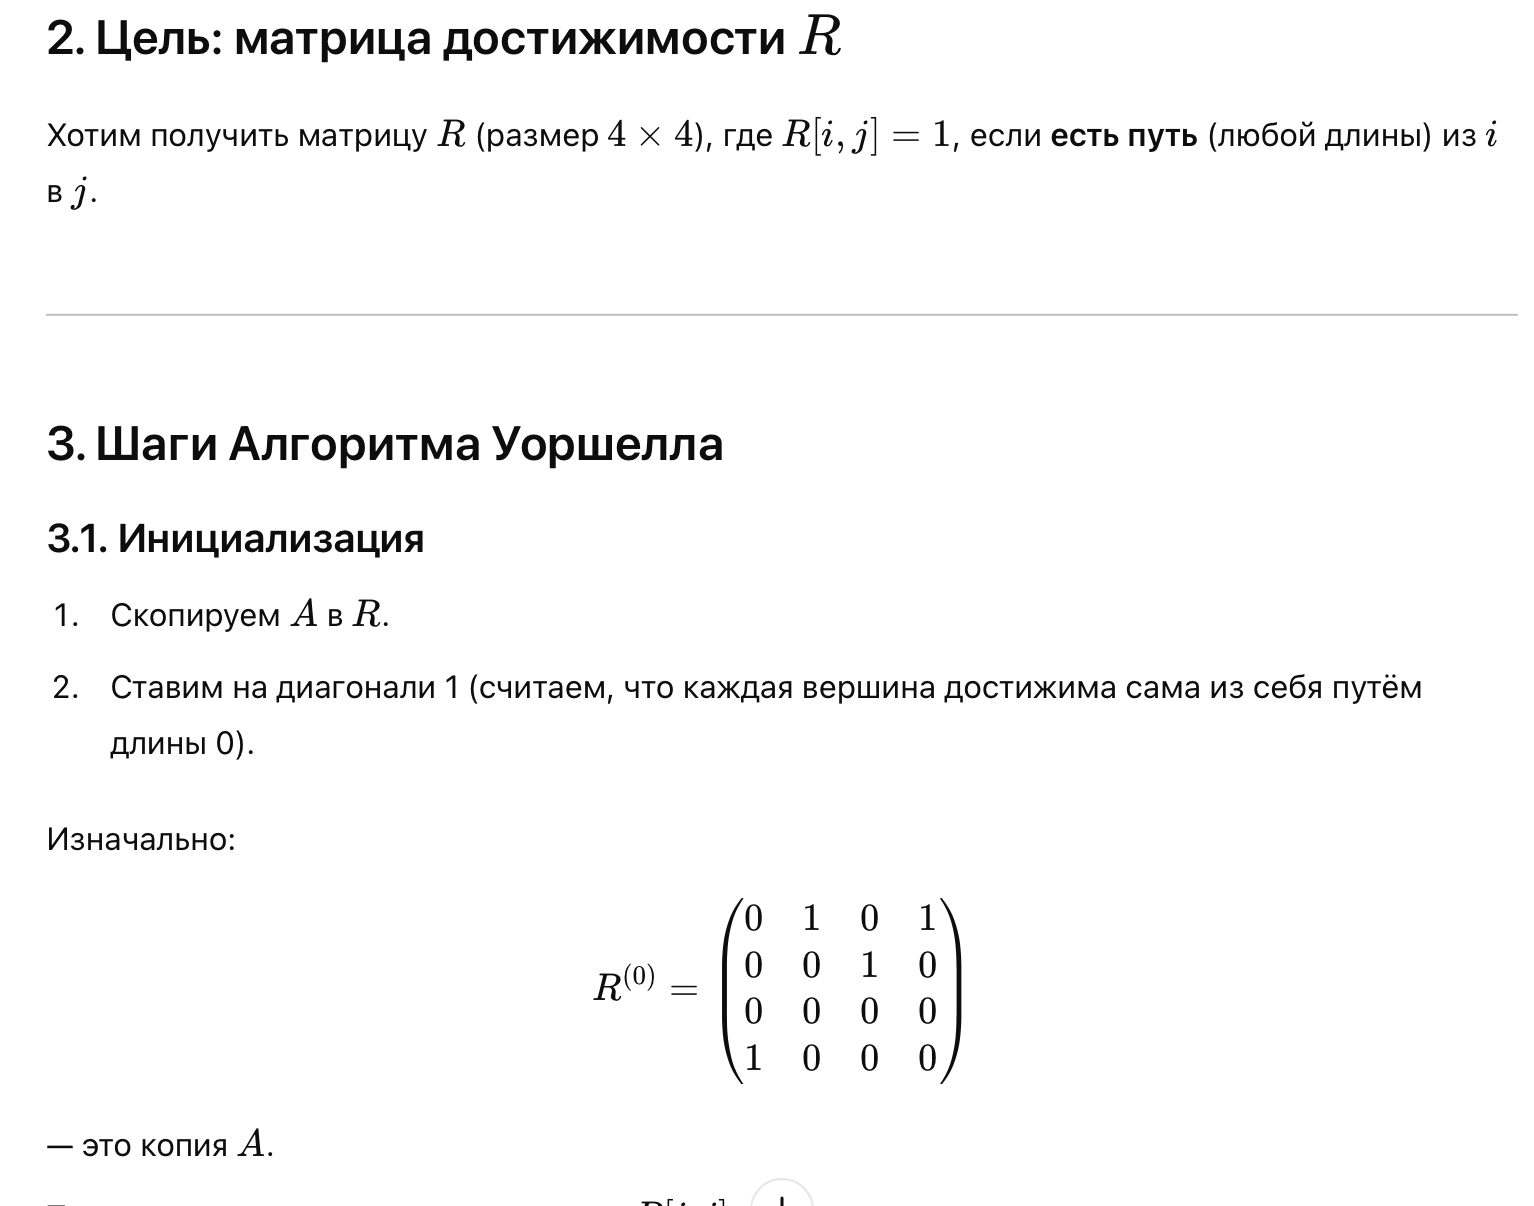 2. Цель: матрица достижимости R
Хотим получить матрицу R (размер 4 × 4), где R[i, j] = 1, если есть путь (любой длины) из i
в j.
3. Шаги Алгоритма Уоршелла
3.1. Инициализация
1. Скопируем A в R.
2. Ставим на диагонали 1 (считаем, что каждая вершина достижима сама из себя путём
длины 0).
Изначально:
0 1 0 1
0 0 1 0
R^(0) =
0 0 0 0
1 0 0 0
— это копия A.